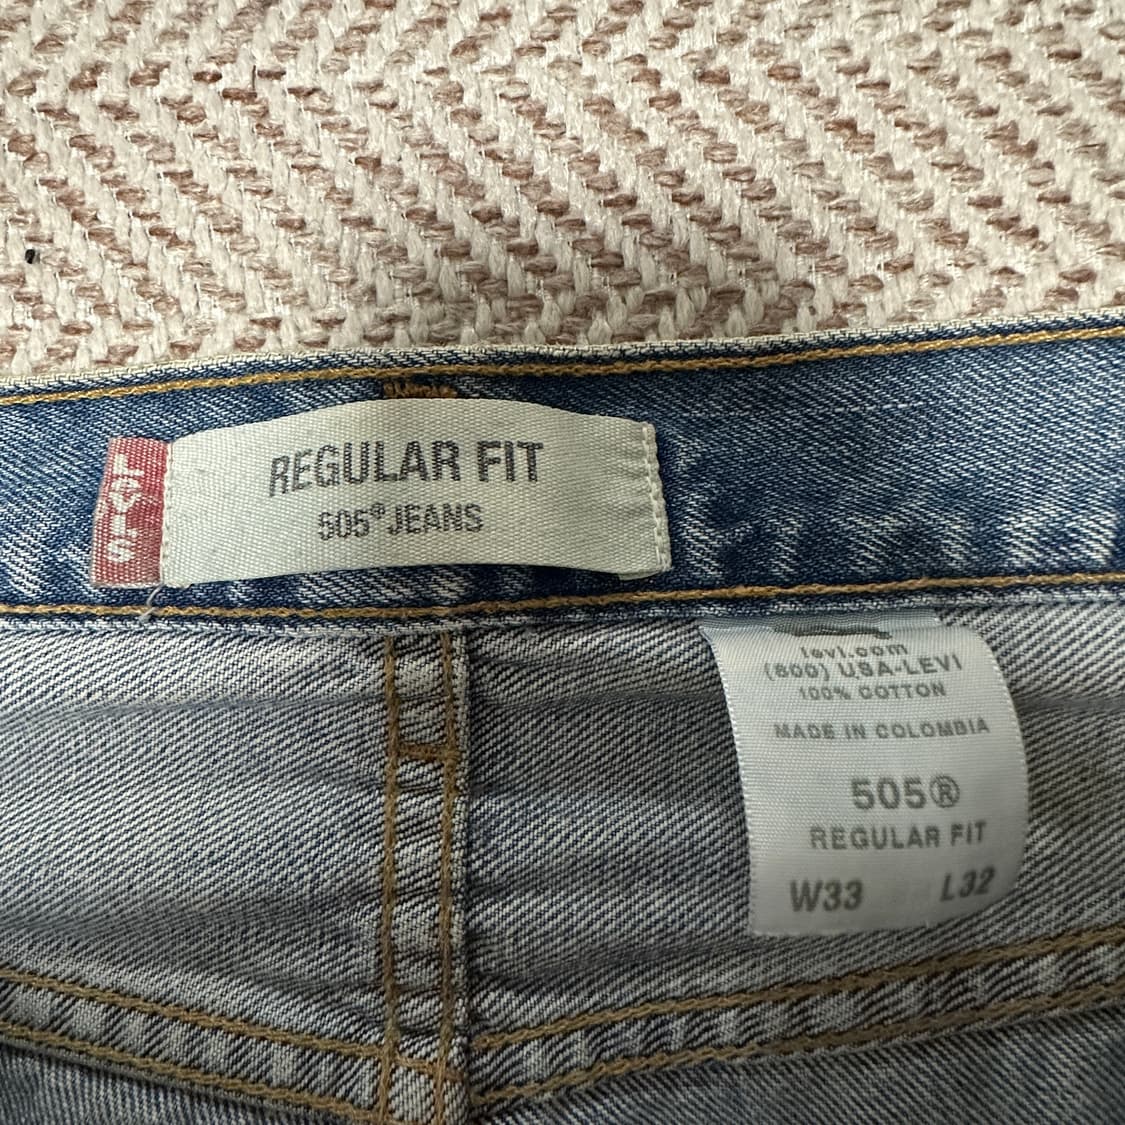 LEVI'S
REGULAR FIT
505® JEANS
levi.com
(800) USA-LEVI
100% COTTON
MADE IN COLOMBIA
505®
REGULAR FIT
W33 L32